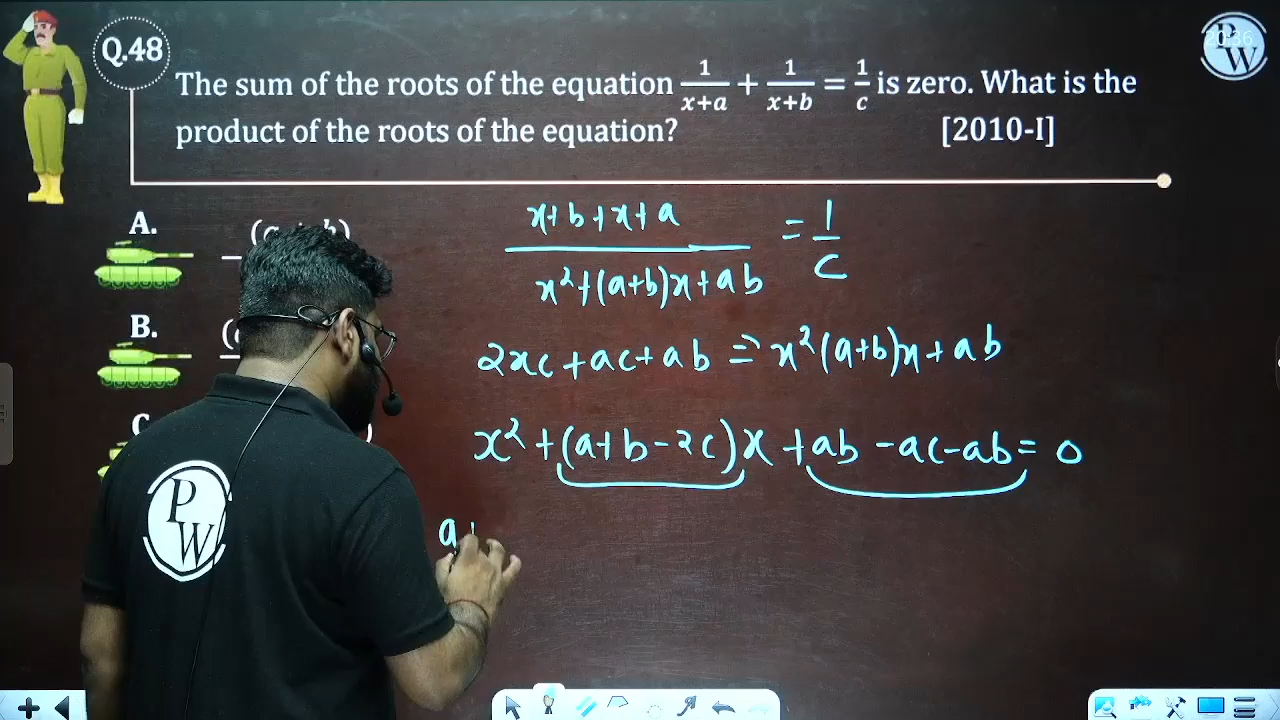 Q.48
The sum of the roots of the equation 1/(x+a) + 1/(x+b) = 1/c is zero. What is the
product of the roots of the equation? [2010-I]
PW
A.
B.
x+b+x+a / x²+(a+b)x+ab = 1/c
2xc+ac+ab => x²(a+b)x+ab
x²+(a+b-2c)x+ab-ac-ab=0
a
PW